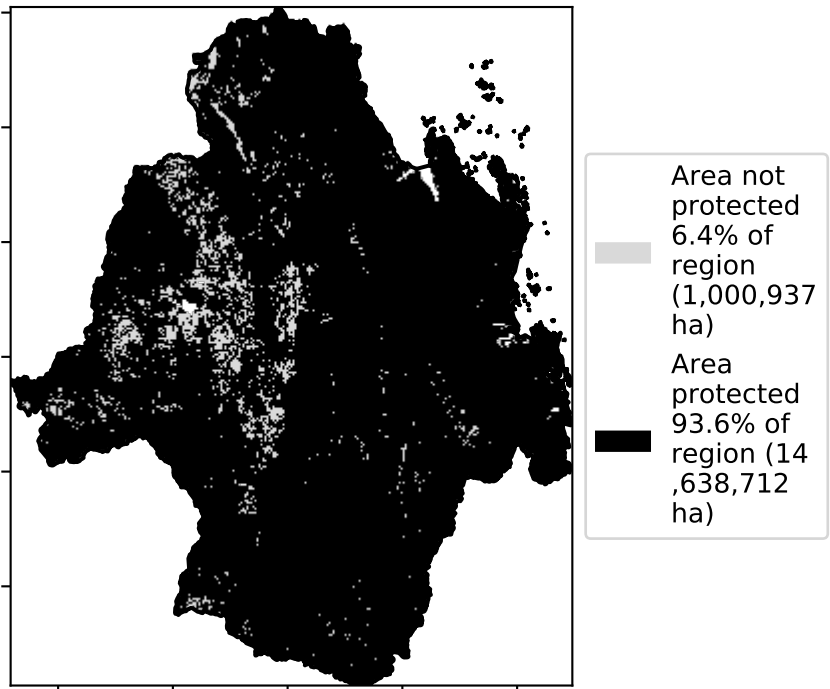 Area not
protected
6.4% of
region
(1,000,937
ha)
Area
protected
93.6% of
region (14
,638,712
ha)